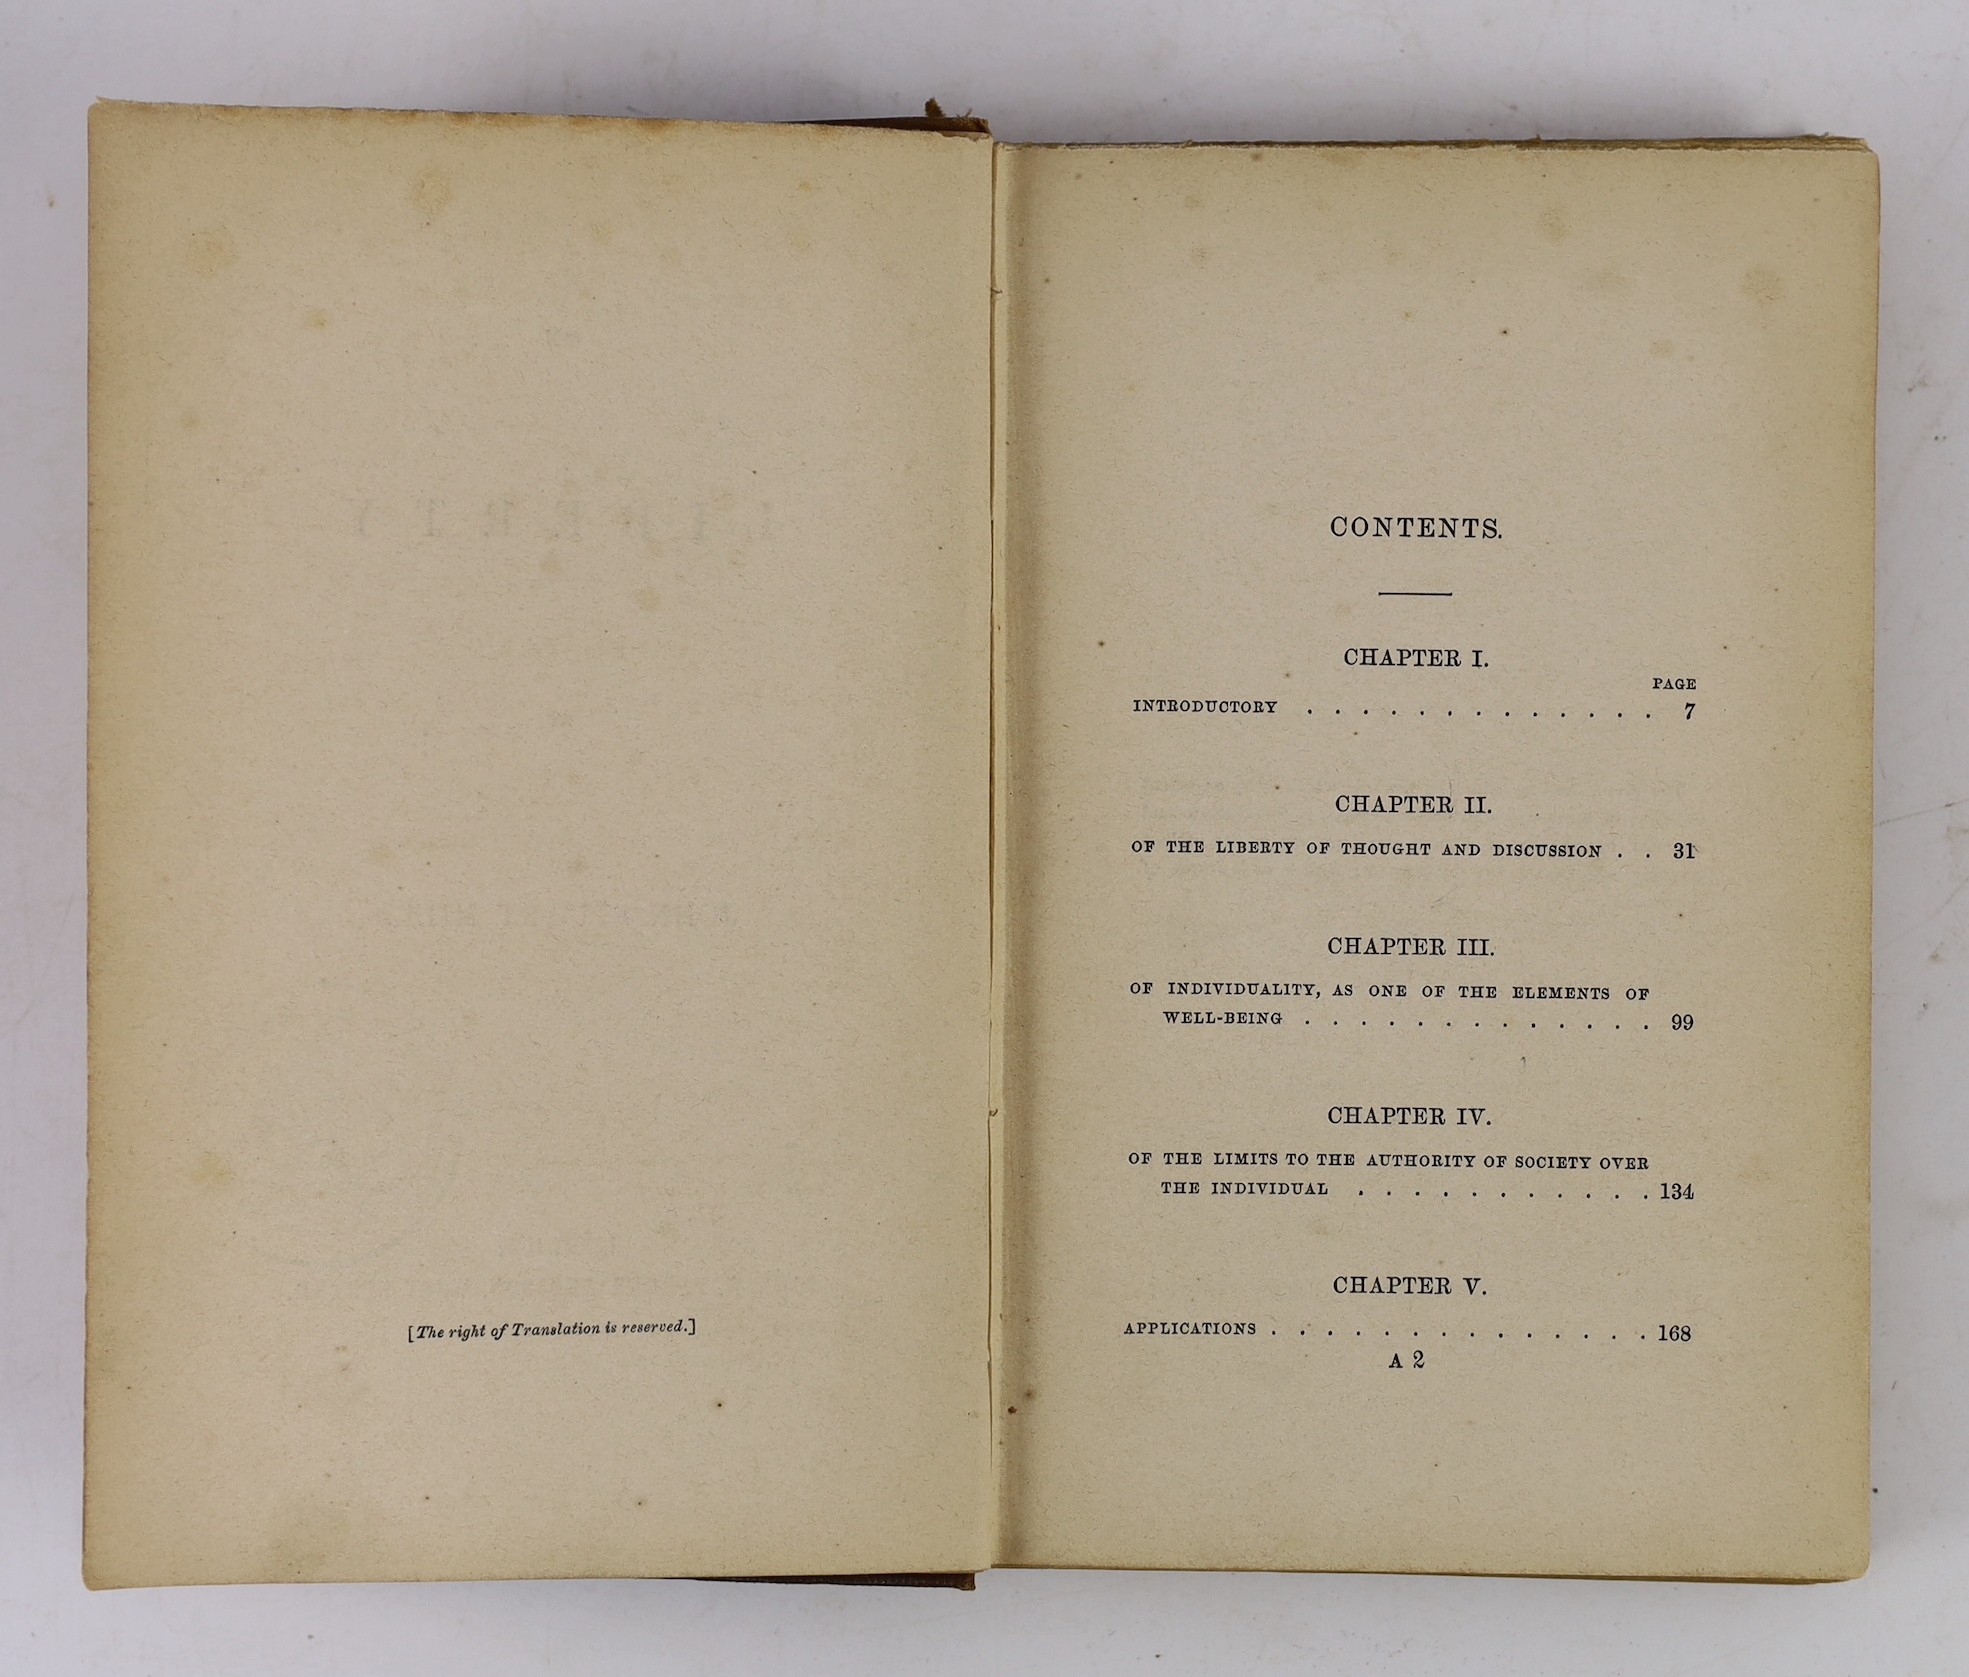 [The right of Translation is reserved.]
CONTENTS.
CHAPTER I.
PAGE
INTRODUCTORY . . . . . . . . . . . . . 7
CHAPTER II.
OF THE LIBERTY OF THOUGHT AND DISCUSSION . . 31
CHAPTER III.
OF INDIVIDUALITY, AS ONE OF THE ELEMENTS OF
WELL-BEING . . . . . . . . . . . . . 99
CHAPTER IV.
OF THE LIMITS TO THE AUTHORITY OF SOCIETY OVER
THE INDIVIDUAL . . . . . . . . . . . 134
CHAPTER V.
APPLICATIONS . . . . . . . . . . . . . . 168
A 2